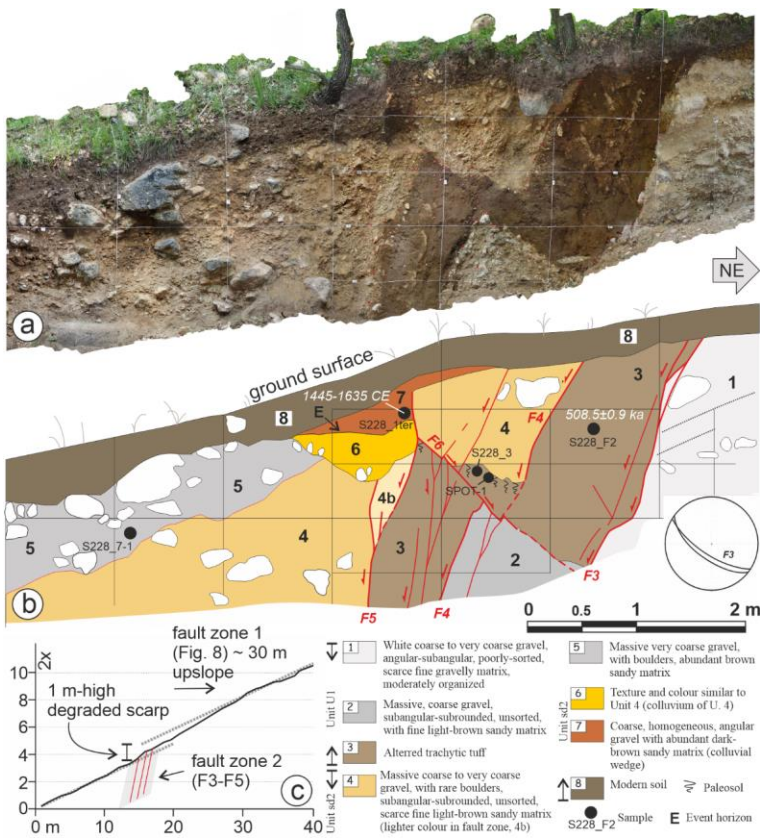 a
NE
ground surface
8
1445-1635 CE
7
E
S228_1ter
8
F6
F4
4
3
508.5±0.9 ka
1
6
S228_3
S228_F2
5
SPOT-1
4b
5
S228_7-1
4
3
2
F3
F3
b
F5
F4
0 0.5 1 2 m
fault zone 1
(Fig. 8) ~ 30 m
upslope
2x
10
8
1 m-high
degraded scarp
6
4
2
fault zone 2
(F3-F5)
0
0 m 10 20 30 40
c
1
White coarse to very coarse gravel,
angular-subangular, poorly-sorted,
scarce fine gravelly matrix,
moderately organized
Unit U1
2
Massive, coarse gravel,
subangular-subrounded, unsorted,
with fine light-brown sandy matrix
3
Alterred trachytic tuff
Unit sd2
4
Massive coarse to very coarse
gravel, with rare boulders,
subangular-subrounded, unsorted,
scarce fine light-brown sandy matrix
(lighter colour in fault zone, 4b)
5
Massive very coarse gravel,
with boulders, abundant brown
sandy matrix
Unit sd2
6
Texture and colour similar to
Unit 4 (colluvium of U. 4)
7
Coarse, homogeneous, angular
gravel with abundant dark-
brown sandy matrix (colluvial
wedge)
8
Modern soil
Paleosol
S228_F2
Sample
E Event horizon